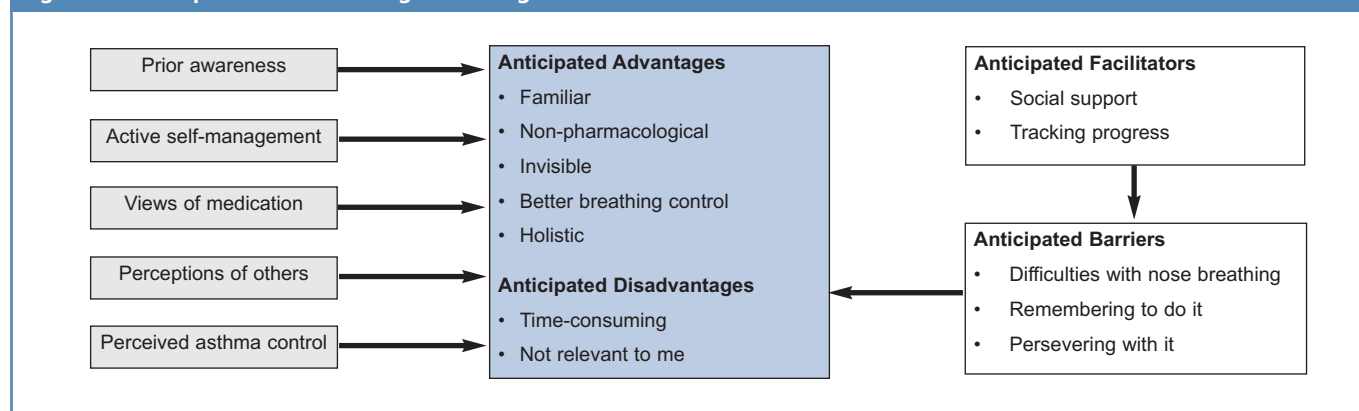 Prior awareness
Active self-management
Views of medication
Perceptions of others
Perceived asthma control
Anticipated Advantages
• Familiar
• Non-pharmacological
• Invisible
• Better breathing control
• Holistic
Anticipated Disadvantages
• Time-consuming
• Not relevant to me
Anticipated Facilitators
• Social support
• Tracking progress
Anticipated Barriers
• Difficulties with nose breathing
• Remembering to do it
• Persevering with it